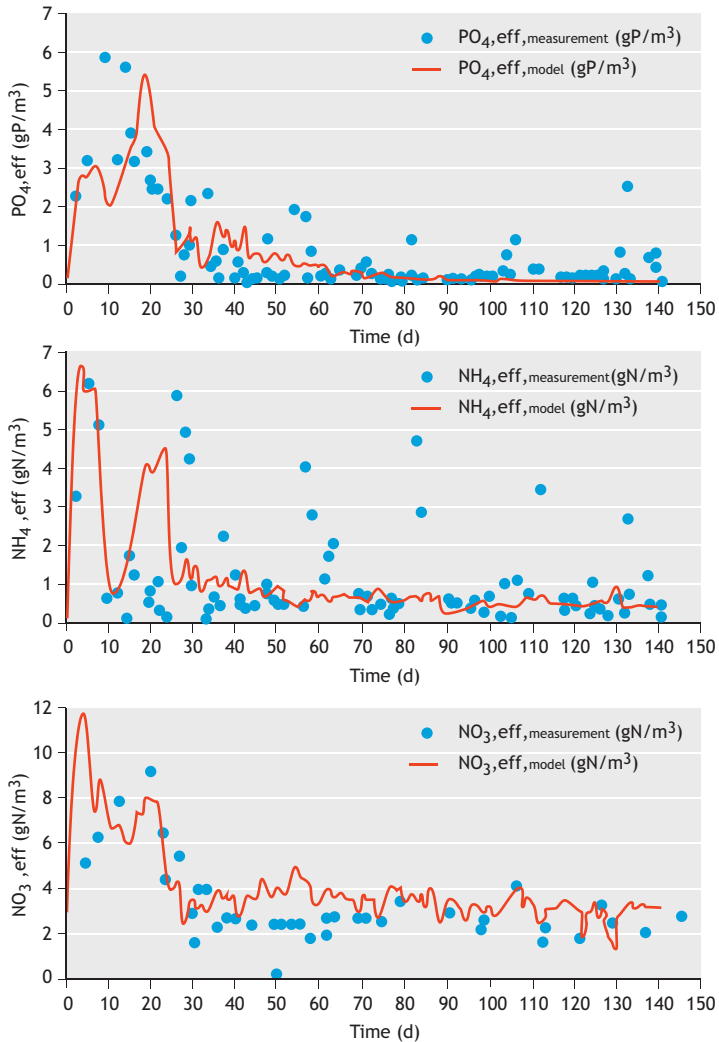 7
6
5
4
3
2
1
0
PO4,eff (gP/m3)
PO4,eff,measurement (gP/m3)
PO4,eff,model (gP/m3)
0 10 20 30 40 50 60 70 80 90 100 110 120 130 140 150
Time (d)
7
6
5
4
3
2
1
0
NH4,eff (gN/m3)
NH4,eff,measurement(gN/m3)
NH4,eff,model (gN/m3)
0 10 20 30 40 50 60 70 80 90 100 110 120 130 140 150
Time (d)
12
10
8
6
4
2
0
NO3,eff (gN/m3)
NO3,eff,measurement (gN/m3)
NO3,eff,model (gN/m3)
0 10 20 30 40 50 60 70 80 90 100 110 120 130 140 150
Time (d)